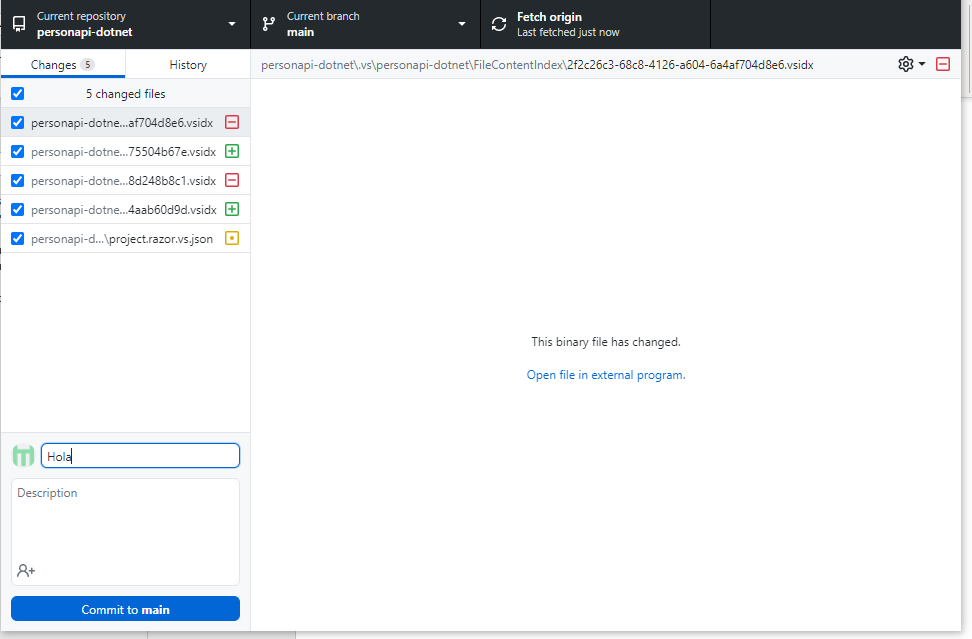 Current repository
personapi-dotnet
Current branch
main
Fetch origin
Last fetched just now
Changes 5
History
personapi-dotnet\.vs\personapi-dotnet\FileContentIndex\2f2c26c3-68c8-4126-a604-6a4af704d8e6.vsidx
5 changed files
personapi-dotne...af704d8e6.vsidx
personapi-dotne...75504b67e.vsidx
personapi-dotne...8d248b8c1.vsidx
personapi-dotne...4aab60d9d.vsidx
personapi-d...\project.razor.vs.json
This binary file has changed.
Open file in external program.
Hola
Description
Commit to main